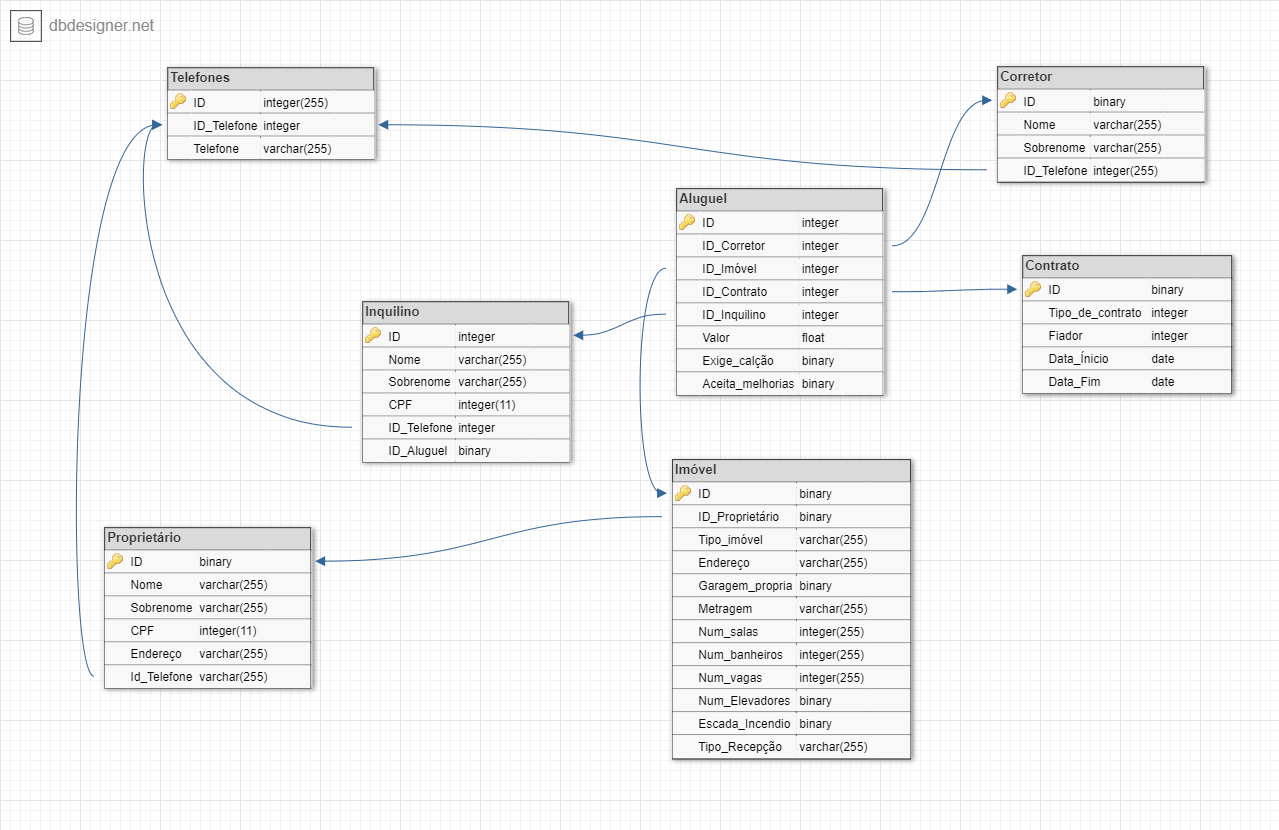 dbdesigner.net
Telefones
ID integer(255)
ID_Telefone integer
Telefone varchar(255)
Corretor
ID binary
Nome varchar(255)
Sobrenome varchar(255)
ID_Telefone integer(255)
Aluguel
ID integer
ID_Corretor integer
ID_Imóvel integer
ID_Contrato integer
ID_Inquilino integer
Valor float
Exige_calção binary
Aceita_melhorias binary
Contrato
ID binary
Tipo_de_contrato integer
Fiador integer
Data_Ínicio date
Data_Fim date
Inquilino
ID integer
Nome varchar(255)
Sobrenome varchar(255)
CPF integer(11)
ID_Telefone integer
ID_Aluguel binary
Imóvel
ID binary
ID_Proprietário binary
Tipo_imóvel varchar(255)
Endereço varchar(255)
Garagem_propria binary
Metragem varchar(255)
Num_salas integer(255)
Num_banheiros integer(255)
Num_vagas integer(255)
Num_Elevadores binary
Escada_Incendio binary
Tipo_Recepção varchar(255)
Proprietário
ID binary
Nome varchar(255)
Sobrenome varchar(255)
CPF integer(11)
Endereço varchar(255)
Id_Telefone varchar(255)